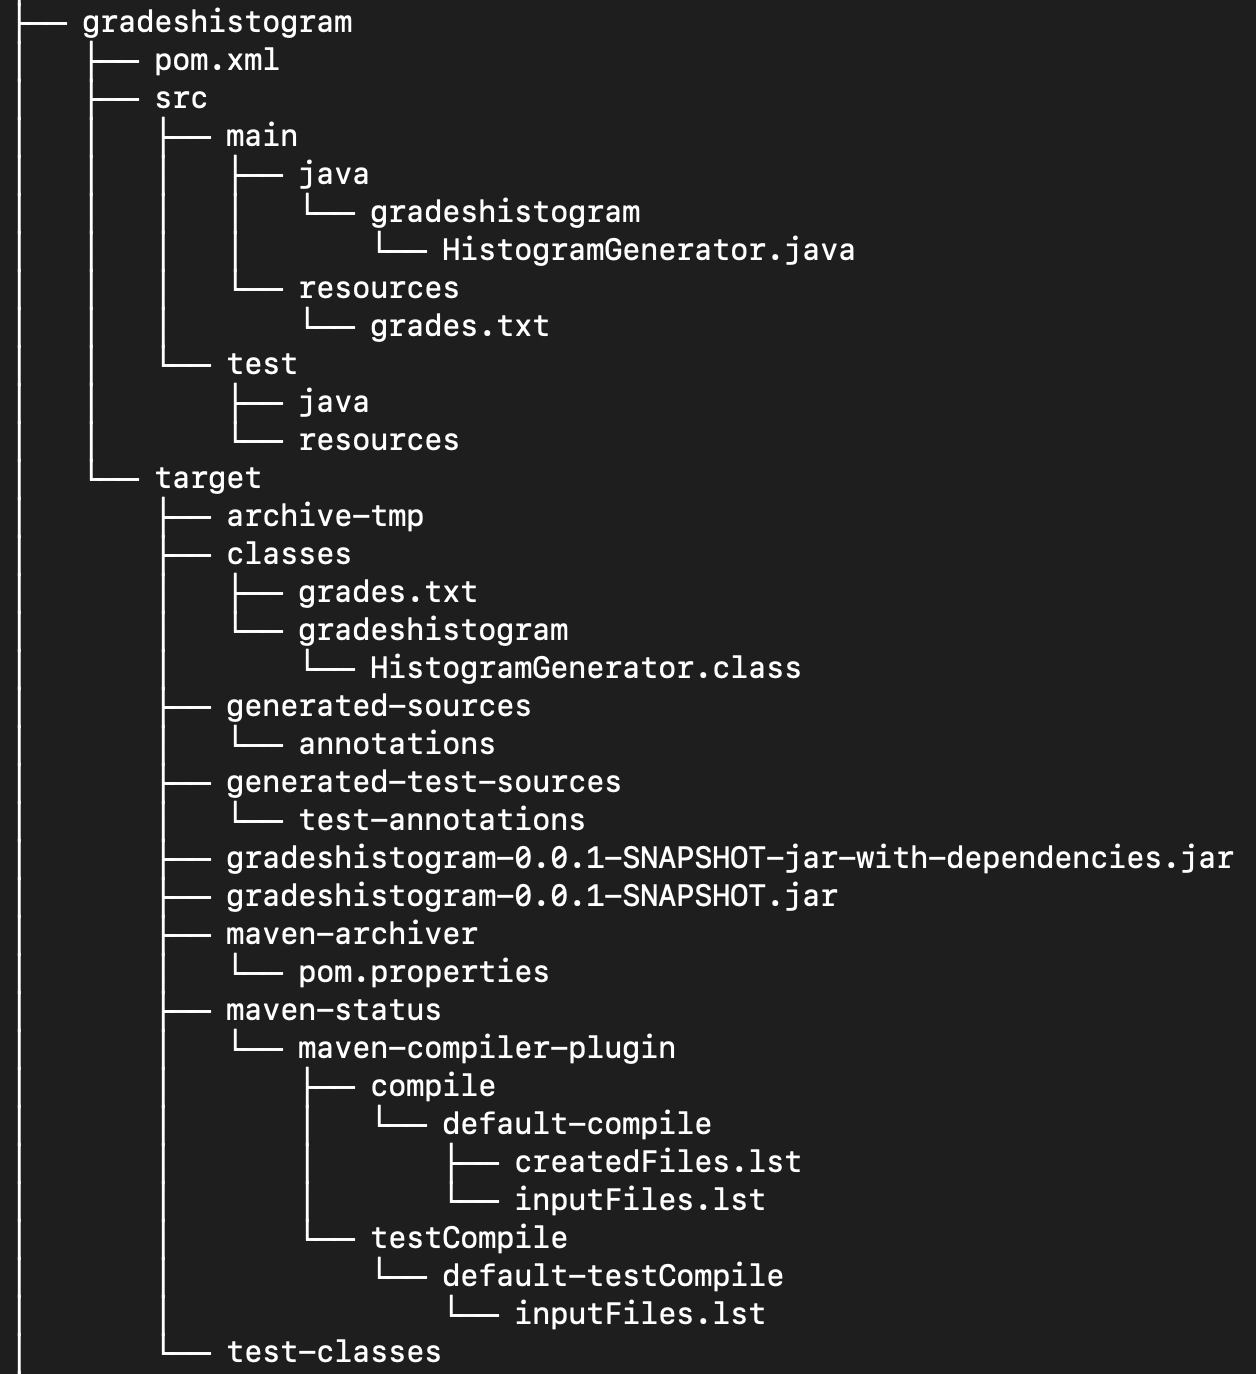 gradeshistogram
pom.xml
src
main
java
gradeshistogram
HistogramGenerator.java
resources
grades.txt
test
java
resources
target
archive-tmp
classes
grades.txt
gradeshistogram
HistogramGenerator.class
generated-sources
annotations
generated-test-sources
test-annotations
gradeshistogram-0.0.1-SNAPSHOT-jar-with-dependencies.jar
gradeshistogram-0.0.1-SNAPSHOT.jar
maven-archiver
pom.properties
maven-status
maven-compiler-plugin
compile
default-compile
createdFiles.lst
inputFiles.lst
testCompile
default-testCompile
inputFiles.lst
test-classes